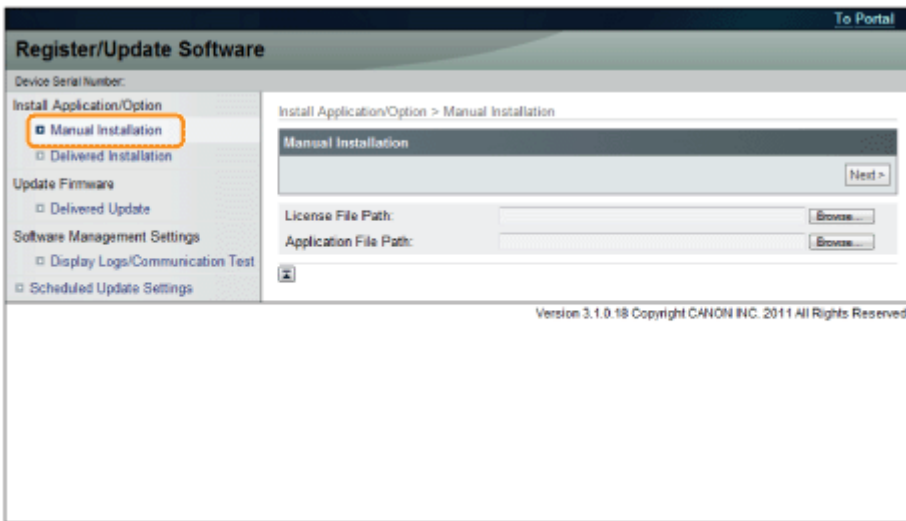 To Portal
Register/Update Software
Device Serial Number:
Install Application/Option
Manual Installation
Delivered Installation
Update Firmware
Delivered Update
Software Management Settings
Display Logs/Communication Test
Scheduled Update Settings
Install Application/Option > Manual Installation
Manual Installation
Next >
License File Path:
Browse...
Application File Path:
Browse...
Version 3.1.0.18 Copyright CANON INC. 2011 All Rights Reserved